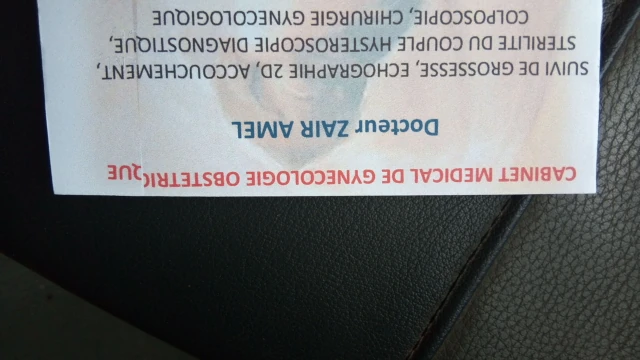 CABINET MEDICAL DE GYNECOLOGIE OBSTETRIQUE
Docteur ZAIR AMEL
SUIVI DE GROSSESSE, ECHOGRAPHIE 2D, ACCOUCHEMENT,
STERILITE DU COUPLE HYSTEROSCOPIE DIAGNOSTIQUE,
COLPOSCOPIE, CHIRURGIE GYNECOLOGIQUE